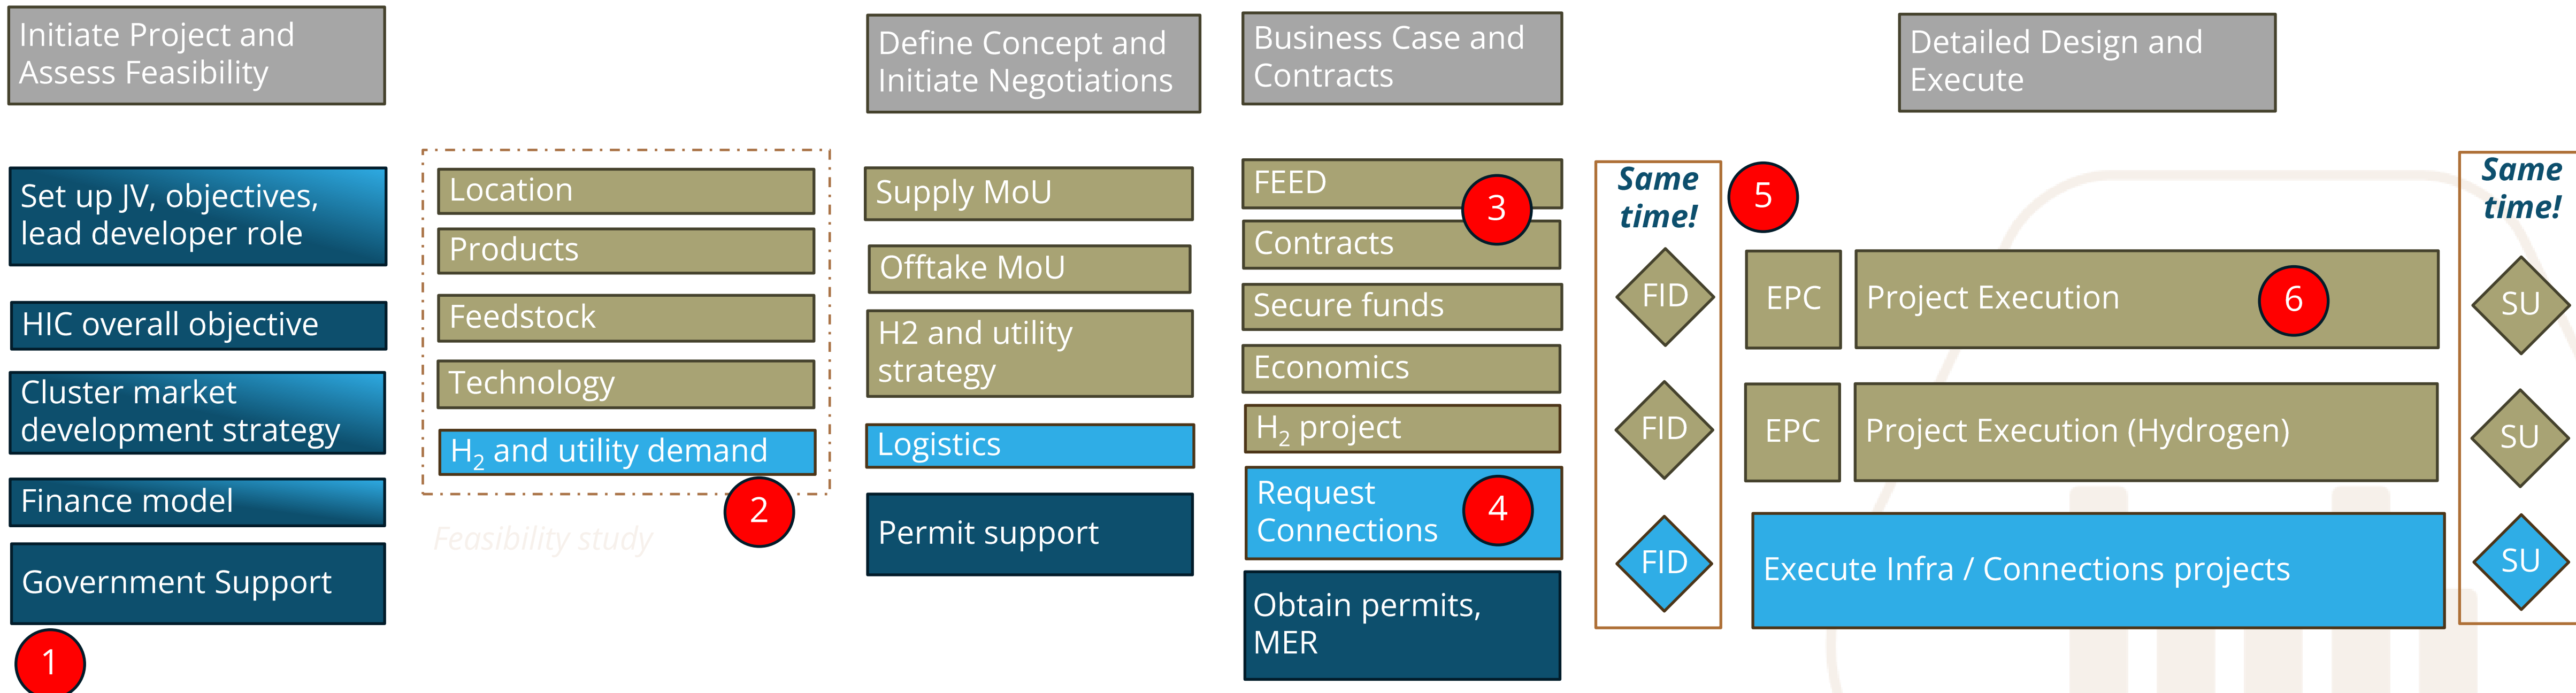 Initiate Project and
Assess Feasibility
Define Concept and
Initiate Negotiations
Business Case and
Contracts
Detailed Design and
Execute
Set up JV, objectives,
lead developer role
HIC overall objective
Cluster market
development strategy
Finance model
Government Support
1
Location
Products
Feedstock
Technology
H₂ and utility demand
2
Feasibility study
Supply MoU
Offtake MoU
H2 and utility
strategy
Logistics
Permit support
FEED
3
Contracts
Secure funds
Economics
H₂ project
Request
Connections
4
Obtain permits,
MER
Same
time!
FID
FID
FID
5
EPC
Project Execution
6
EPC
Project Execution (Hydrogen)
Execute Infra / Connections projects
Same
time!
SU
SU
SU